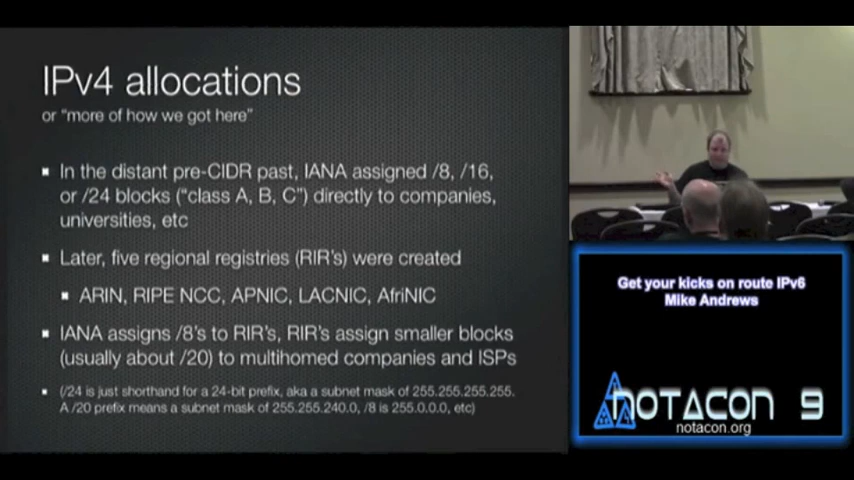 IPv4 allocations
or "more of how we got here"
In the distant pre-CIDR past, IANA assigned /8, /16,
or /24 blocks ("class A, B, C") directly to companies,
universities, etc
Later, five regional registries (RIR's) were created
ARIN, RIPE NCC, APNIC, LACNIC, AfriNIC
IANA assigns /8's to RIR's, RIR's assign smaller blocks
(usually about /20) to multihomed companies and ISPs
(/24 is just shorthand for a 24-bit prefix, aka a subnet mask of 255.255.255.255.
A /20 prefix means a subnet mask of 255.255.240.0, /8 is 255.0.0.0, etc)
Get your kicks on route IPv6
Mike Andrews
NOTACON 9
notacon.org